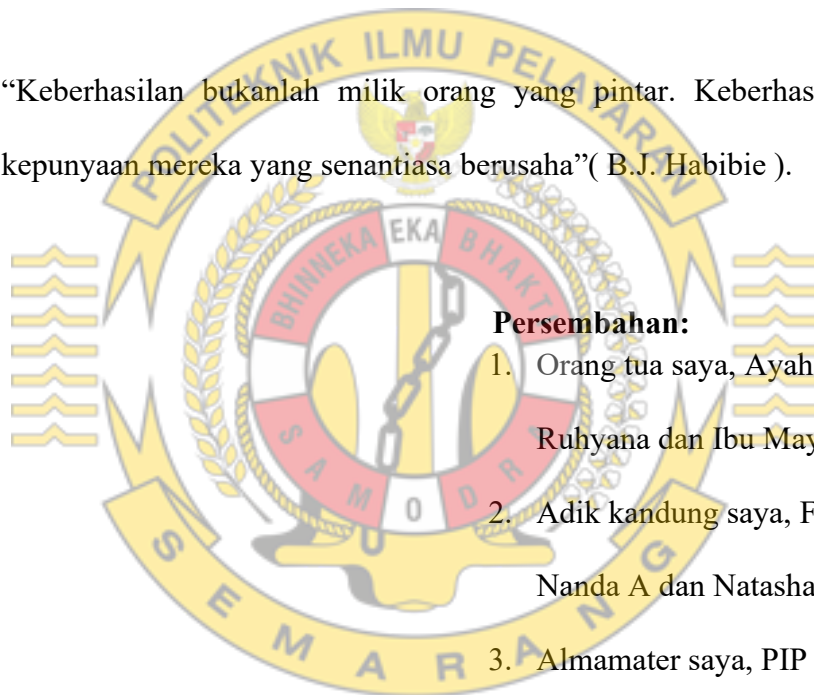 POLITEKNIK ILMU PELAYARAN
“Keberhasilan bukanlah milik orang yang pintar. Keberhas
kepunyaan mereka yang senantiasa berusaha”( B.J. Habibie ).
BHINNEKA EKA BHAKTI
SAMODRA
SEMARANG
Persembahan:
1. Orang tua saya, Ayah
Ruhyana dan Ibu May
2. Adik kandung saya, F
Nanda A dan Natasha
3. Almamater saya, PIP